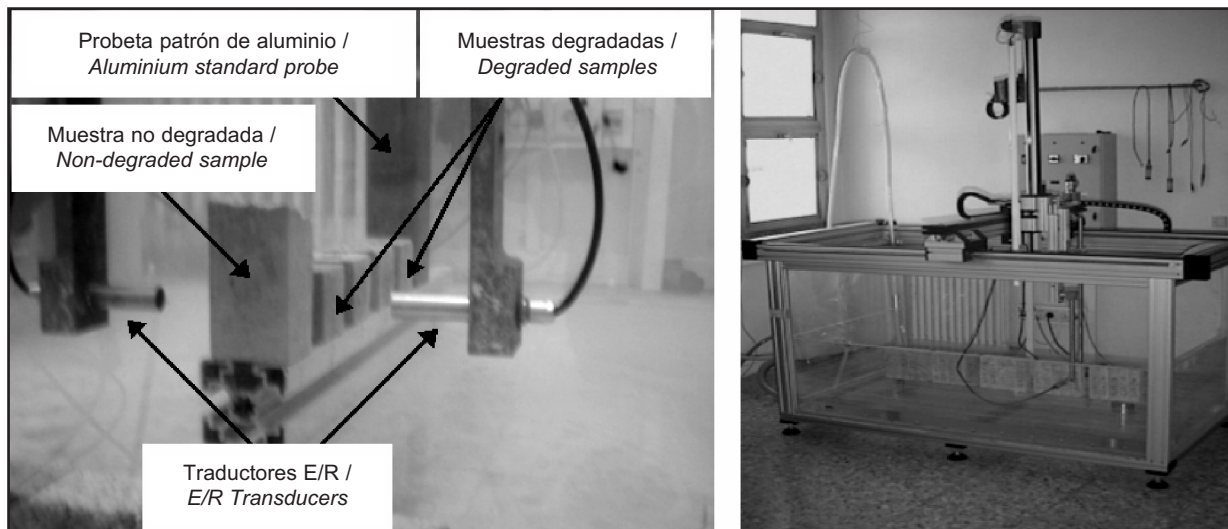 Probeta patrón de aluminio /
Aluminium standard probe
Muestras degradadas /
Degraded samples
Muestra no degradada /
Non-degraded sample
Traductores E/R /
E/R Transducers